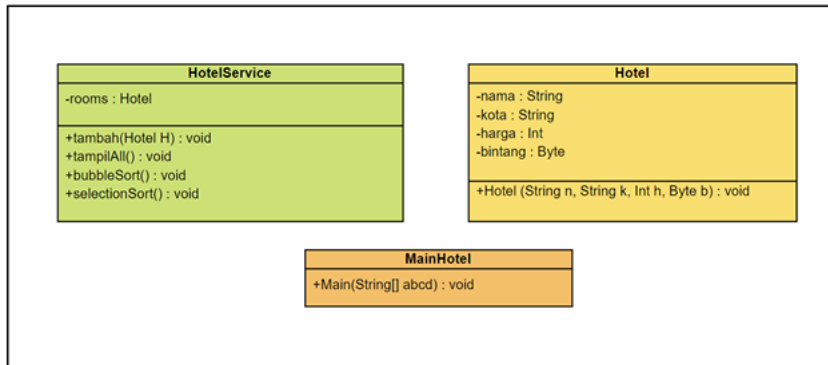 HotelService
-rooms : Hotel
+tambah(Hotel H) : void
+tampilAll() : void
+bubbleSort() : void
+selectionSort() : void
Hotel
-nama : String
-kota : String
-harga : Int
-bintang : Byte
+Hotel (String n, String k, Int h, Byte b) : void
MainHotel
+Main(String[] abcd) : void